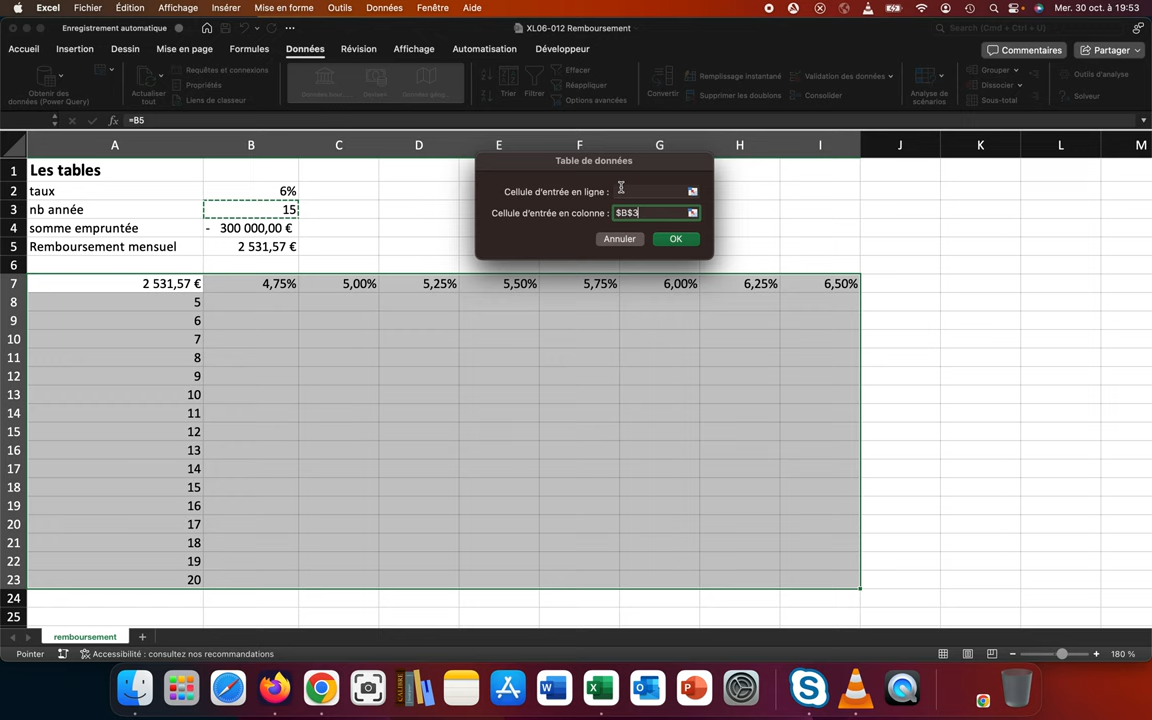 Excel Fichier Édition Affichage Insérer Mise en forme Outils Données Fenêtre Aide Mer. 30 oct. à 19:53
Enregistrement automatique XL06-012 Remboursement Search (Cmd + Ctrl + U)
Accueil Insertion Dessin Mise en page Formules Données Révision Affichage Automatisation Développeur Commentaires Partager
Obtenir des données (Power Query)
Actualiser tout
Requêtes et connexions
Propriétés
Liens de classeur
Trier
Filtrer
Effacer
Réappliquer
Options avancées
Convertir
Remplissage instantané
Supprimer les doublons
Validation des données
Consolider
Analyse de scénarios
Grouper
Dissocier
Sous-total
Outils d'analyse
Solveur
fx =B5
A B C D E F G H I J K L M
Table de données
Cellule d'entrée en ligne :
Cellule d'entrée en colonne : $B$3
Annuler OK
1 Les tables
2 taux 6%
3 nb année 15
4 somme empruntée - 300 000,00 €
5 Remboursement mensuel 2 531,57 €
6
7 2 531,57 € 4,75% 5,00% 5,25% 5,50% 5,75% 6,00% 6,25% 6,50%
8 5
9 6
10 7
11 8
12 9
13 10
14 11
15 12
16 13
17 14
18 15
19 16
20 17
21 18
22 19
23 20
24
25
remboursement
Pointer Accessibilité : consultez nos recommandations 180 %